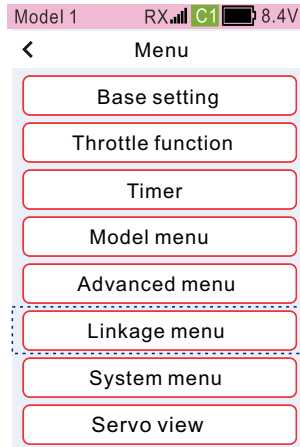 Model 1 RX C1 8.4V
Menu
Base setting
Throttle function
Timer
Model menu
Advanced menu
Linkage menu
System menu
Servo view